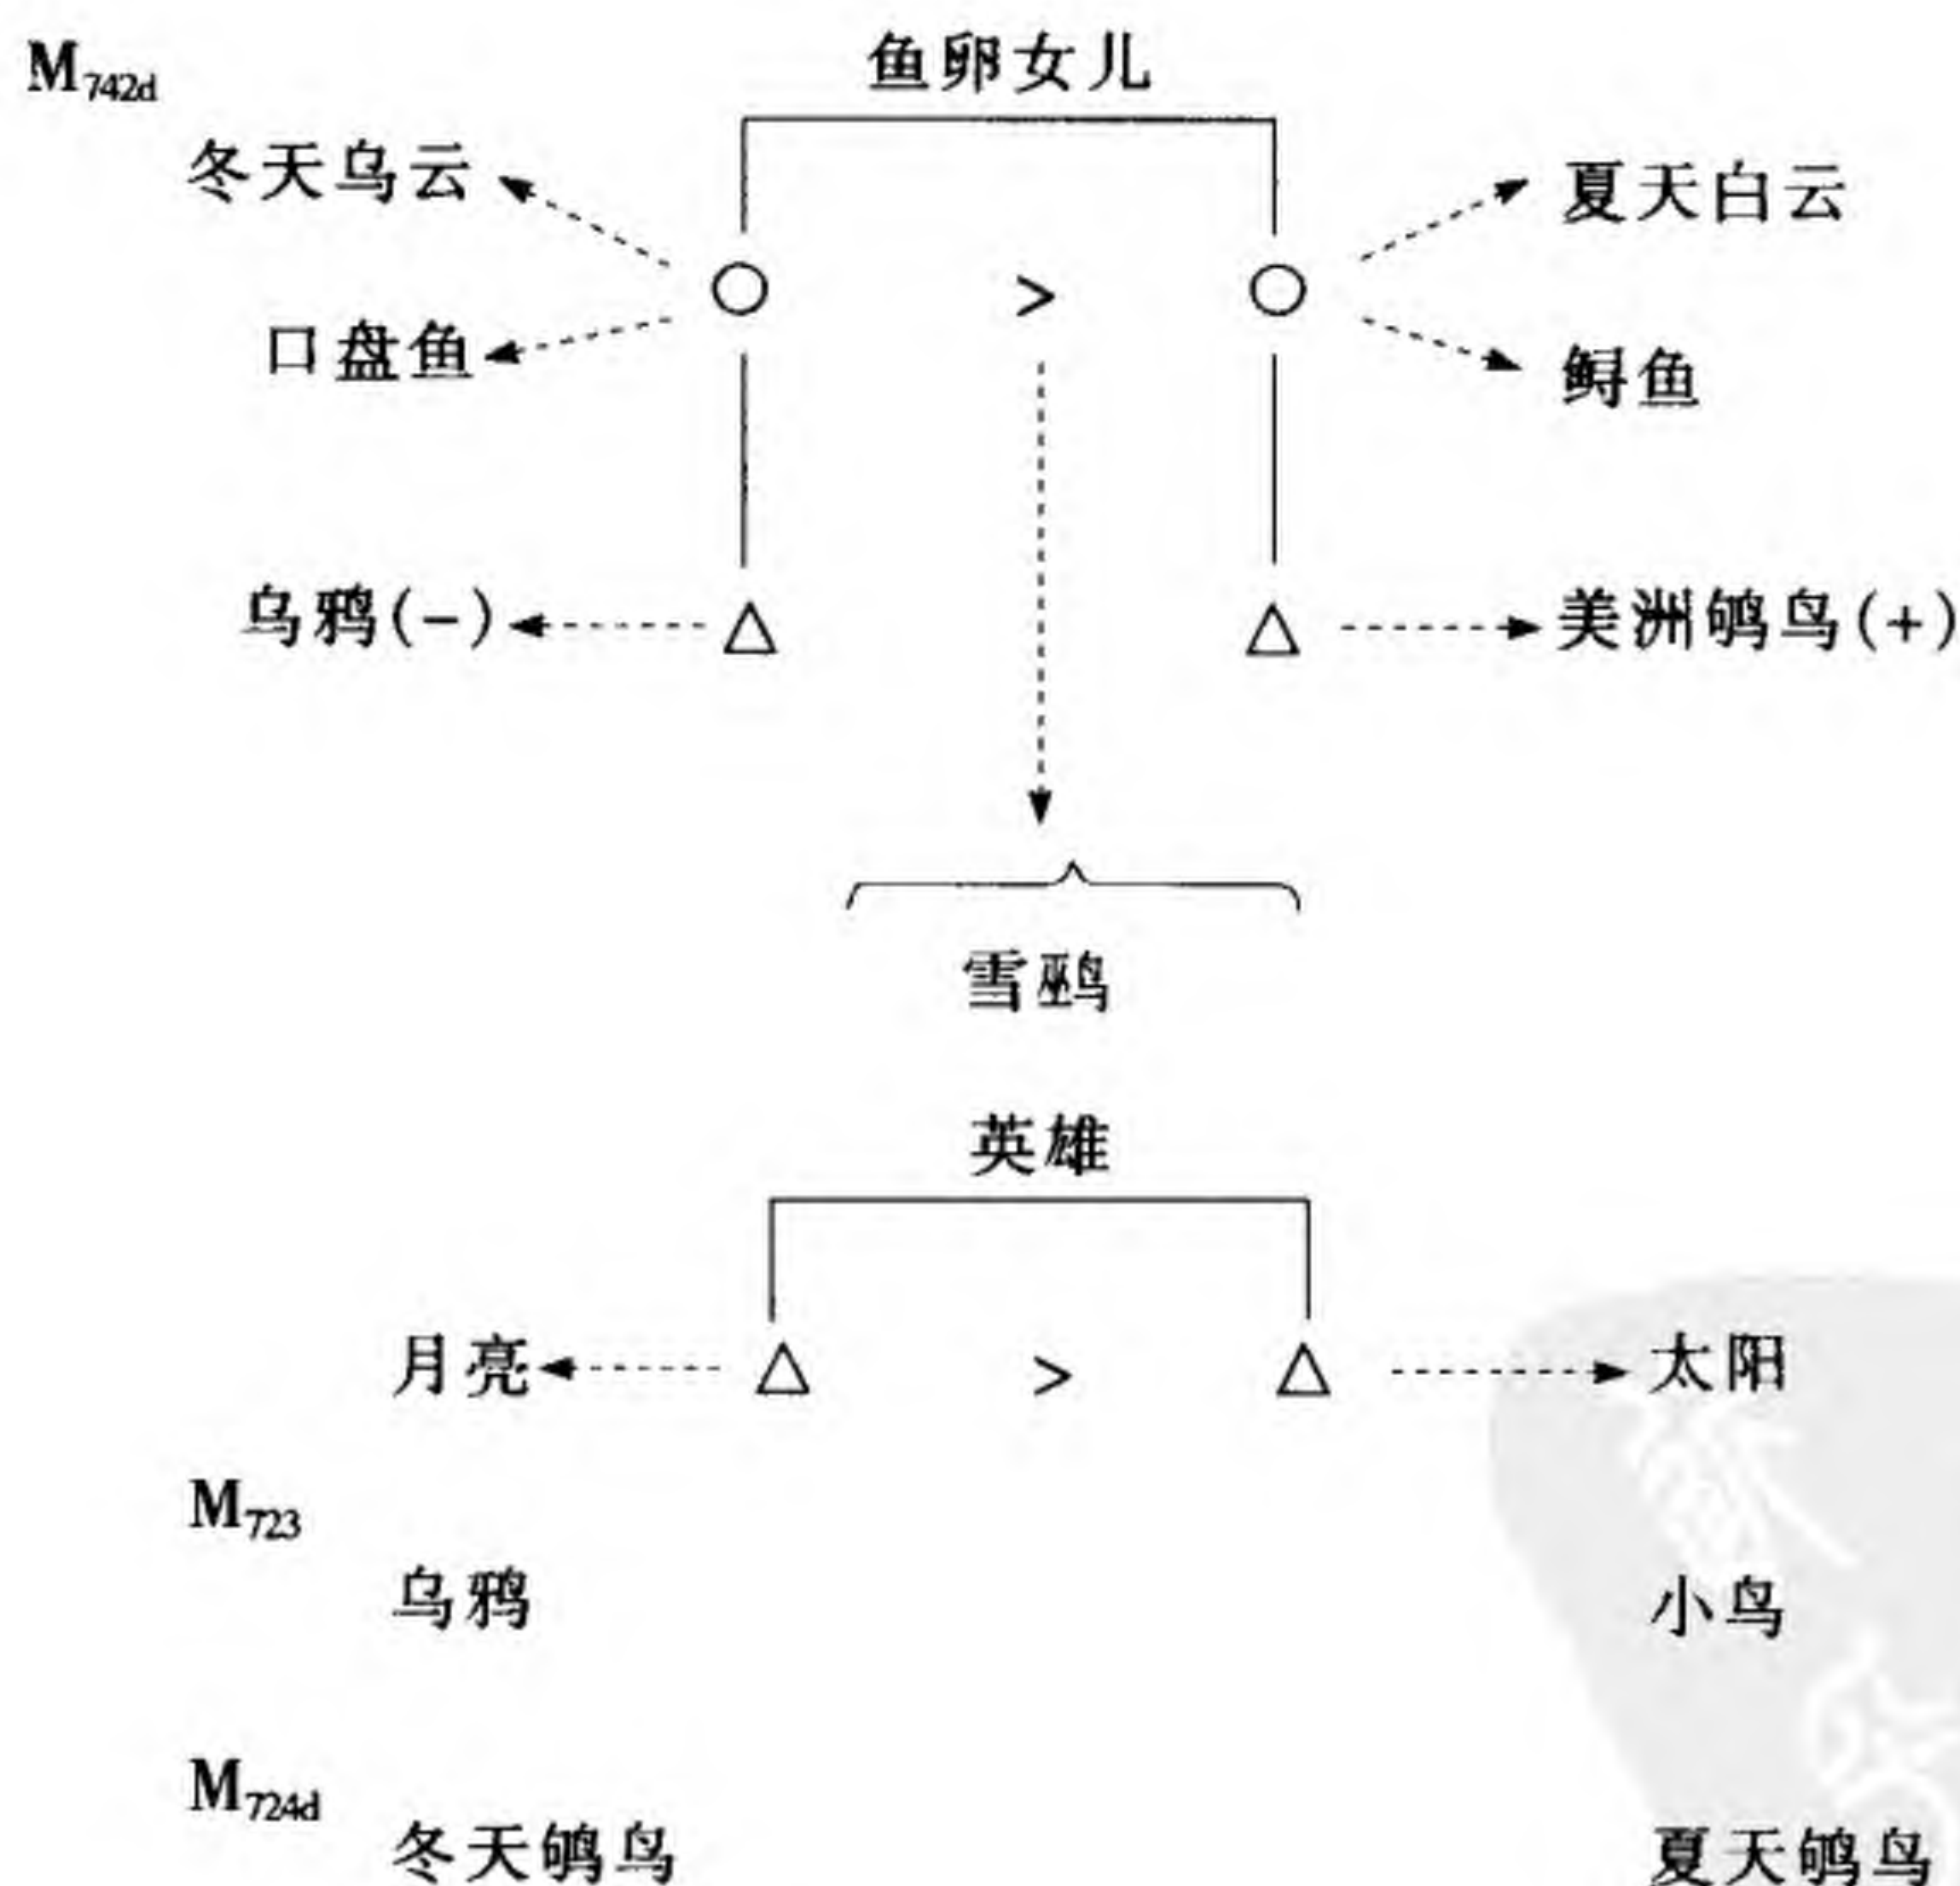 M742d
鱼卵女儿
冬天乌云
夏天白云
>
口盘鱼
鲟鱼
乌鸦(-)
美洲鸲鸟(+)
雪鹀
英雄
月亮
>
太阳
M723
乌鸦
小鸟
M724d
冬天鸲鸟
夏天鸲鸟